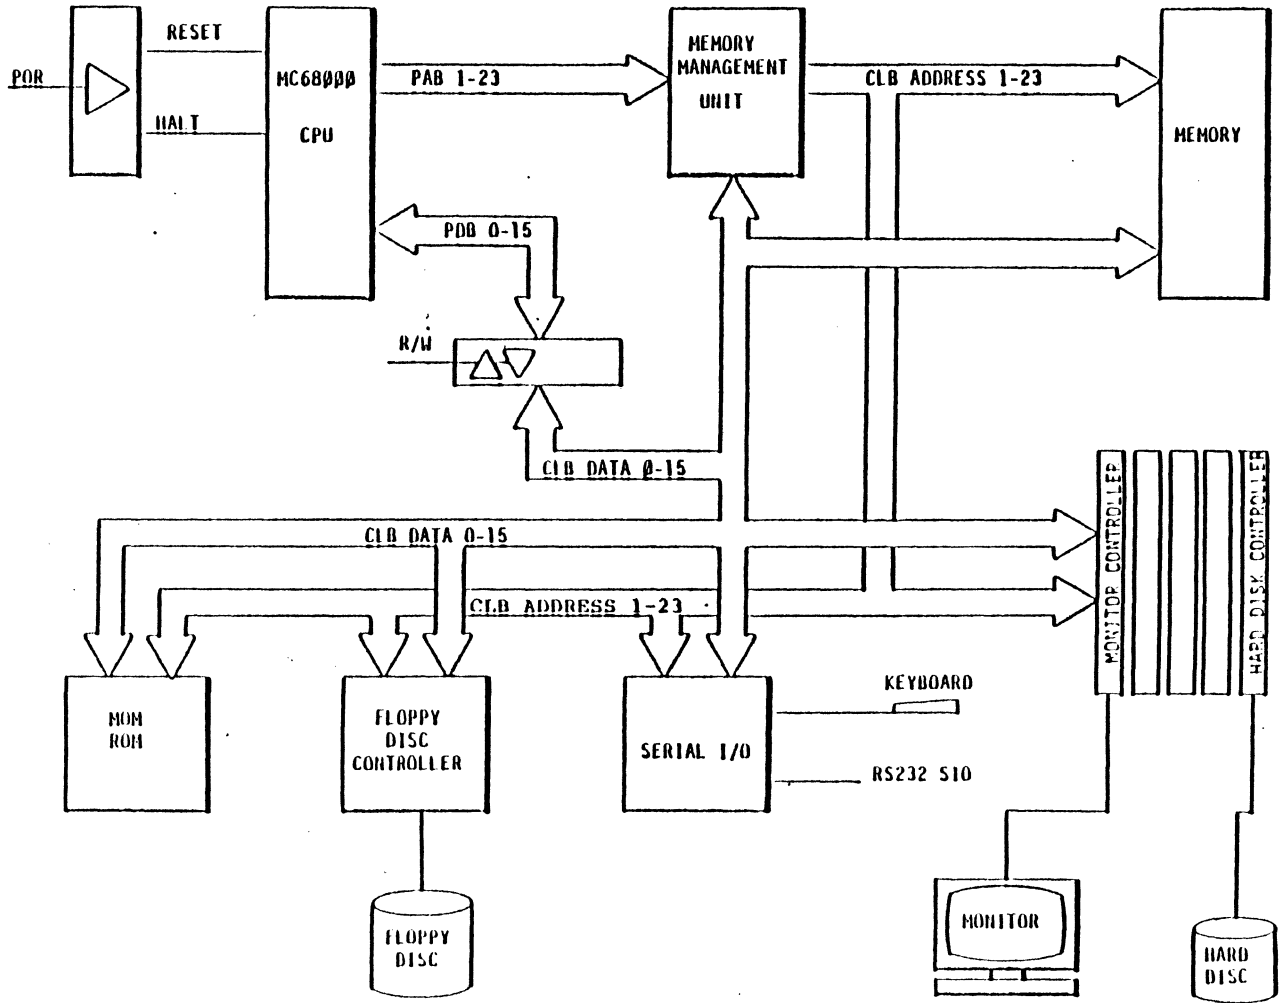 RESET
POR
HALT
MC68000
CPU
PAB 1-23
MEMORY
MANAGEMENT
UNIT
CLB ADDRESS 1-23
MEMORY
PDB 0-15
R/W
CLB DATA 0-15
CLB DATA 0-15
CLB ADDRESS 1-23
MONITOR CONTROLLER
HARD DISK CONTROLLER
MOM
ROM
FLOPPY
DISC
CONTROLLER
SERIAL I/O
KEYBOARD
RS232 SIO
FLOPPY
DISC
MONITOR
HARD
DISC